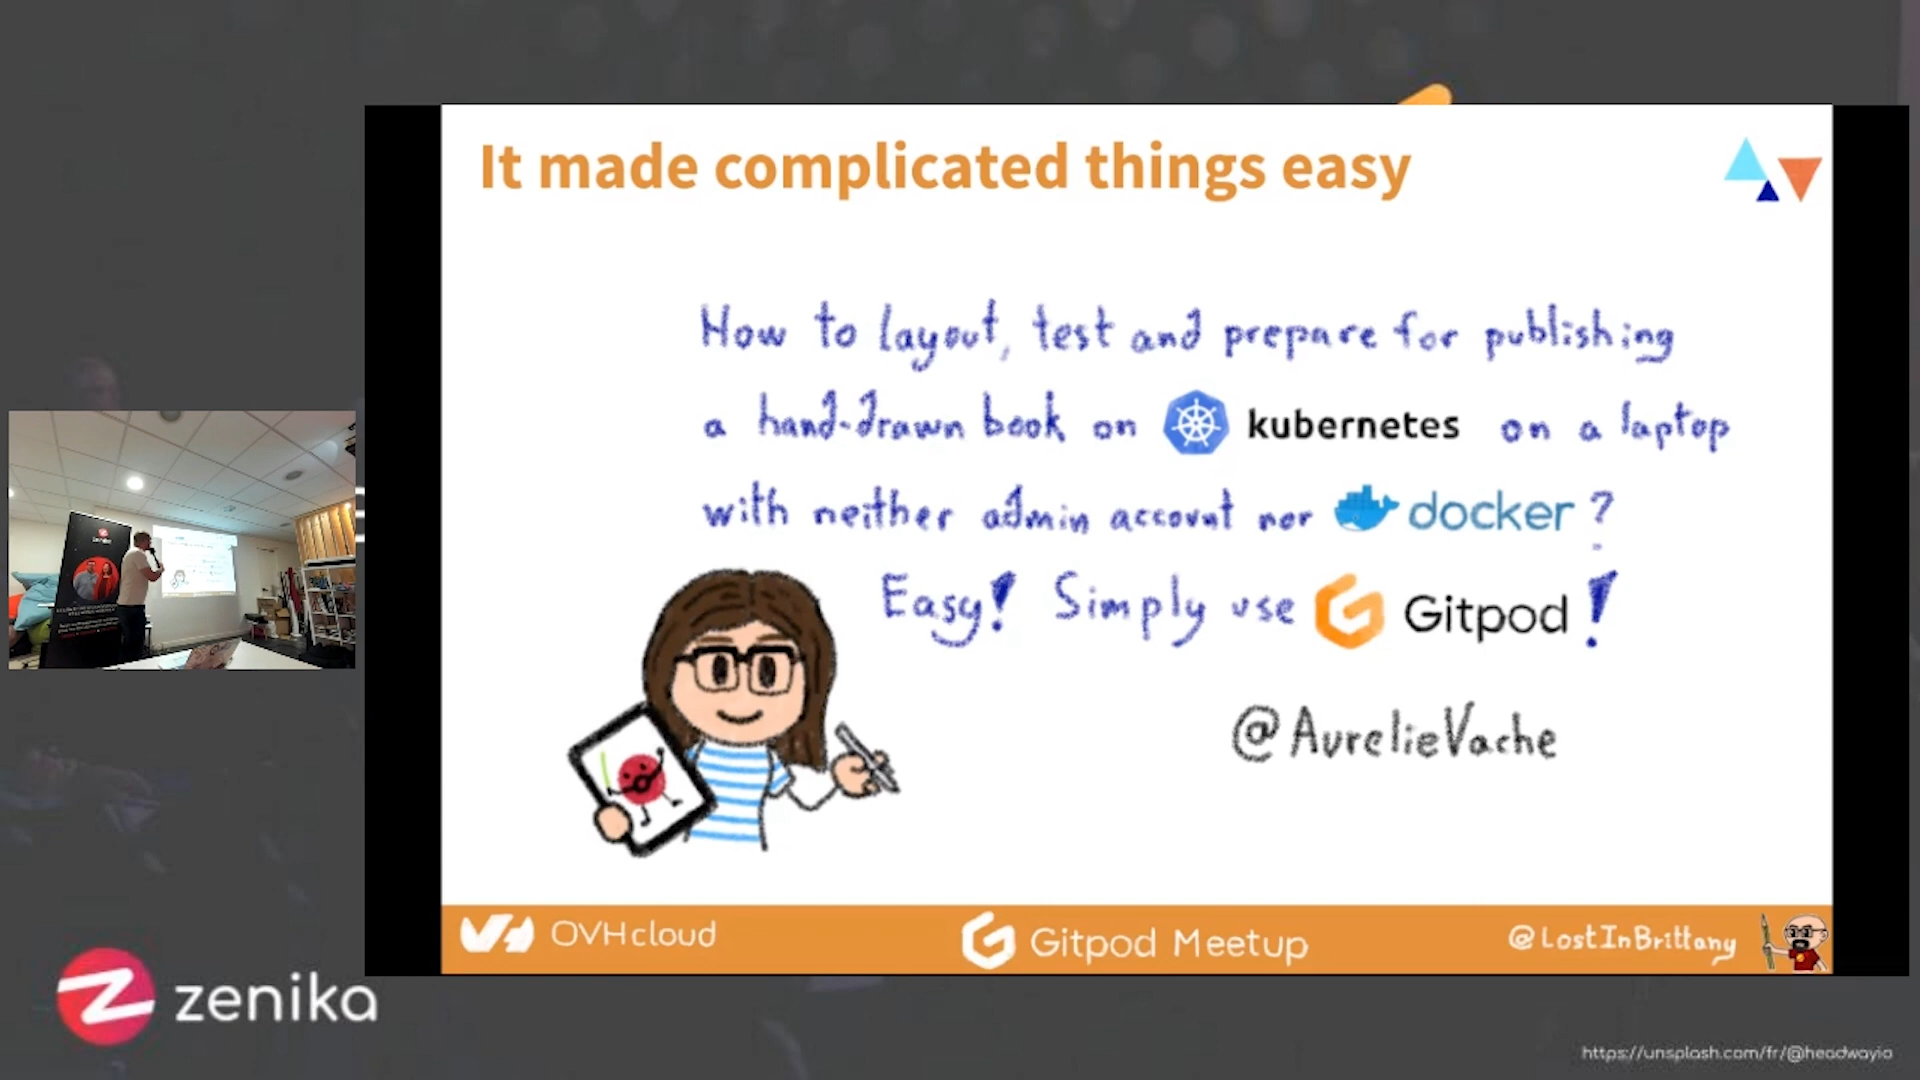 It made complicated things easy
How to layout, test and prepare for publishing
a hand-drawn book on kubernetes on a laptop
with neither admin account nor docker ?
Easy! Simply use Gitpod !
@AurelieVache
OVHcloud
Gitpod Meetup
@LostInBrittany
zenika
zenika
https://unsplash.com/fr/@headwayio